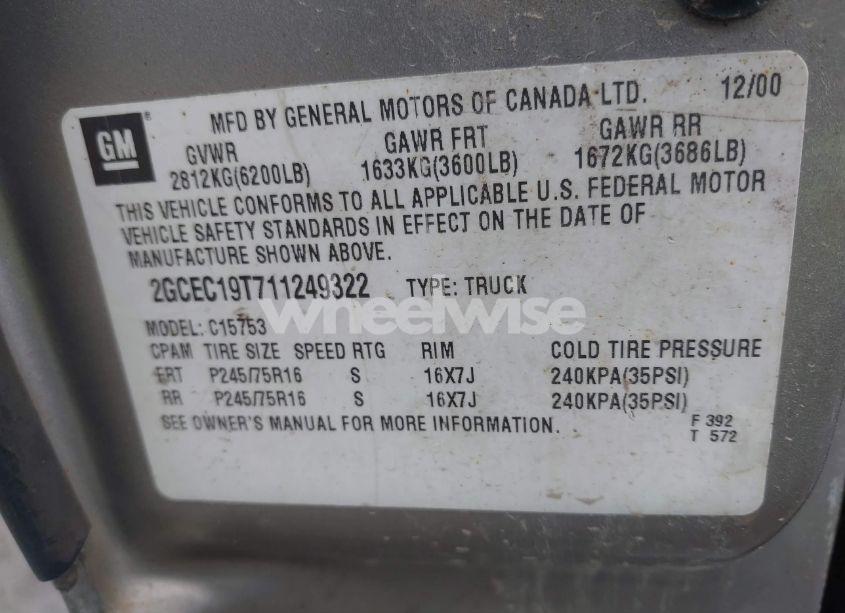 MFD BY GENERAL MOTORS OF CANADA LTD. 12/00
GM
GVWR GAWR FRT GAWR RR
2812KG(6200LB) 1633KG(3600LB) 1672KG(3686LB)
THIS VEHICLE CONFORMS TO ALL APPLICABLE U.S. FEDERAL MOTOR
VEHICLE SAFETY STANDARDS IN EFFECT ON THE DATE OF
MANUFACTURE SHOWN ABOVE.
2GCEC19T711249322 TYPE: TRUCK
wheelwise
MODEL: C15753
CPAM TIRE SIZE SPEED RTG RIM COLD TIRE PRESSURE
FRT P245/75R16 S 16X7J 240KPA(35PSI)
RR P245/75R16 S 16X7J 240KPA(35PSI)
SEE OWNER'S MANUAL FOR MORE INFORMATION. F 392
T 572